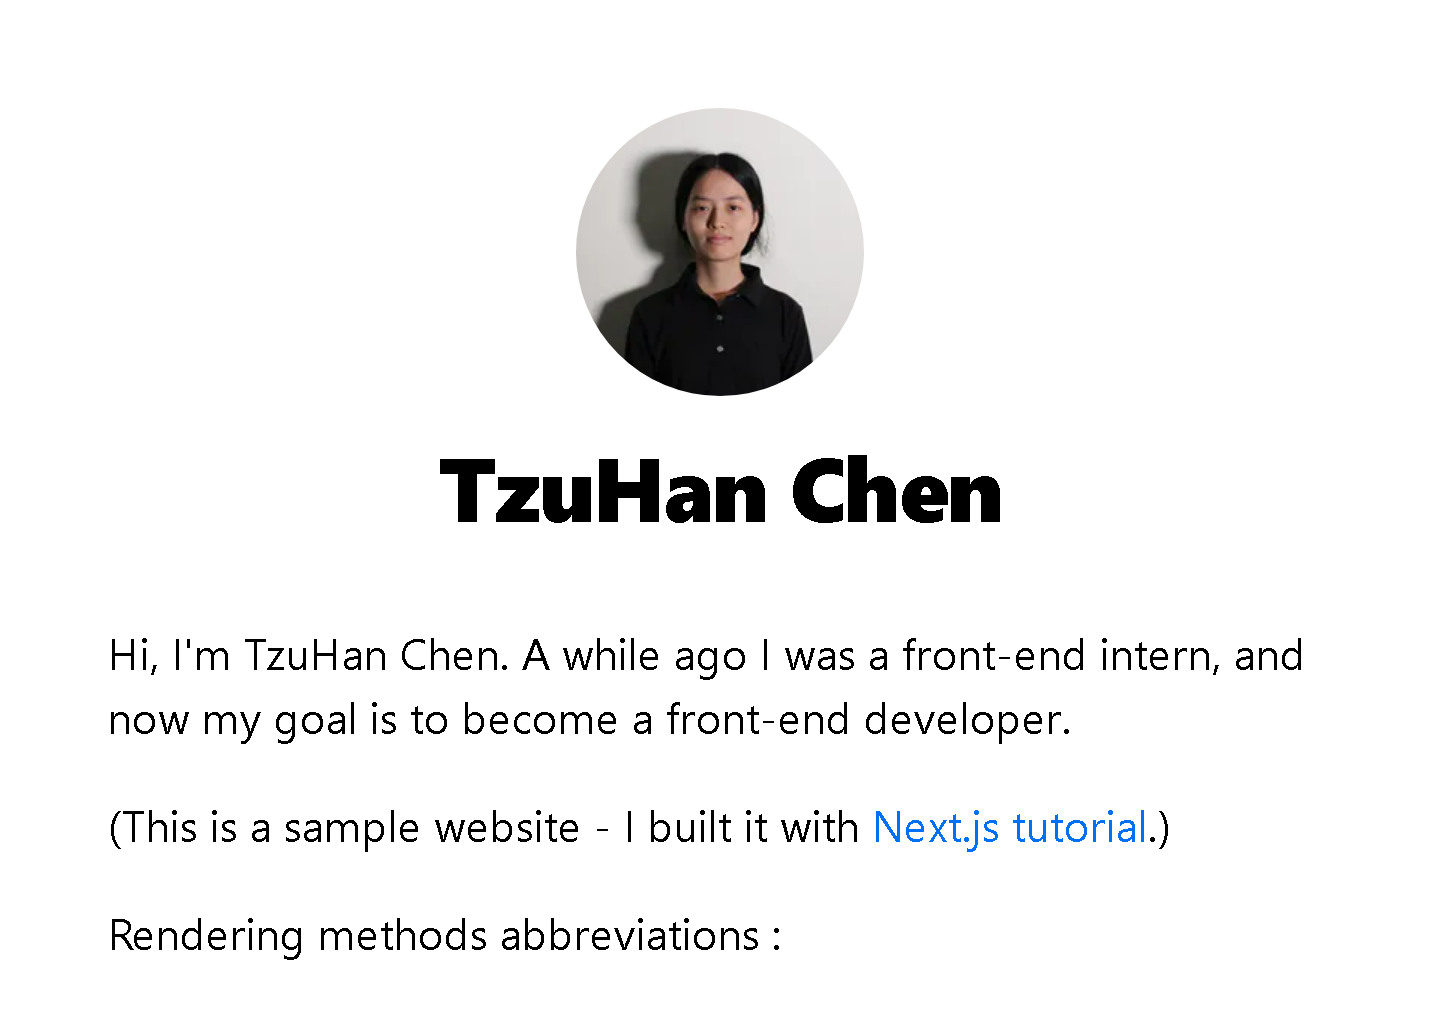 TzuHan Chen
Hi, I'm TzuHan Chen. A while ago I was a front-end intern, and
now my goal is to become a front-end developer.
(This is a sample website - I built it with Next.js tutorial.)
Rendering methods abbreviations :